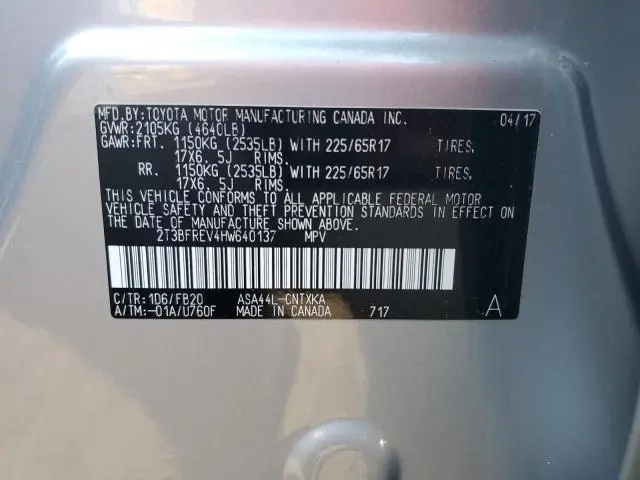 MFD.BY:TOYOTA MOTOR MANUFACTURING CANADA INC. 04/17
GVWR:2105KG (4640LB)
GAWR:FRT. 1150KG (2535LB) WITH 225/65R17 TIRES,
17X6.5J RIMS.
RR. 1150KG (2535LB) WITH 225/65R17 TIRES,
17X6.5J RIMS.
THIS VEHICLE CONFORMS TO ALL APPLICABLE FEDERAL MOTOR
VEHICLE SAFETY AND THEFT PREVENTION STANDARDS IN EFFECT ON
THE DATE OF MANUFACTURE SHOWN ABOVE.
2T3BFREV4HW640137 MPV
C/TR:1D6/FB20 ASA44L-CNTXKA
A/TM:-01A/U760F MADE IN CANADA 717 A